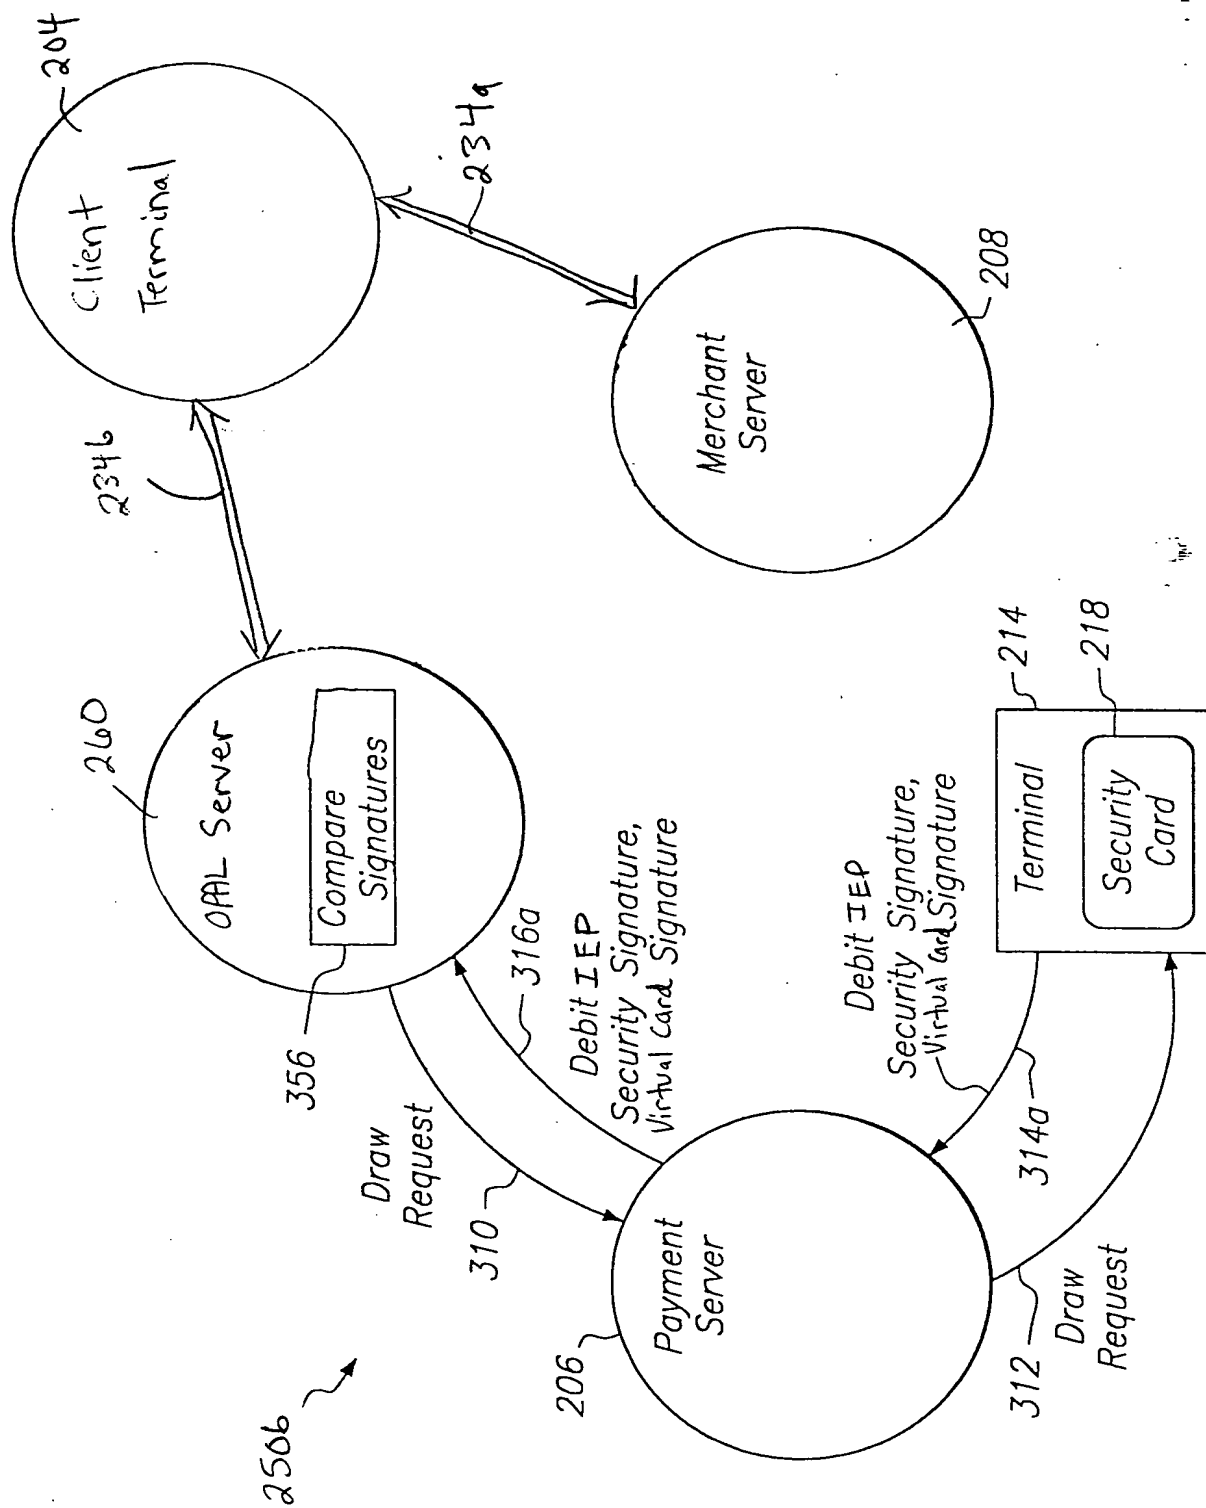 250b
206
Payment
Server
310
Draw
Request
312
Draw
Request
356
260
OPAL Server
Compare
Signatures
316a
Debit IEP
Security Signature,
Virtual Card Signature
314a
Debit IEP
Security Signature,
Virtual Card Signature
Terminal
Security
Card
214
218
234b
Client
Terminal
204
234a
Merchant
Server
208